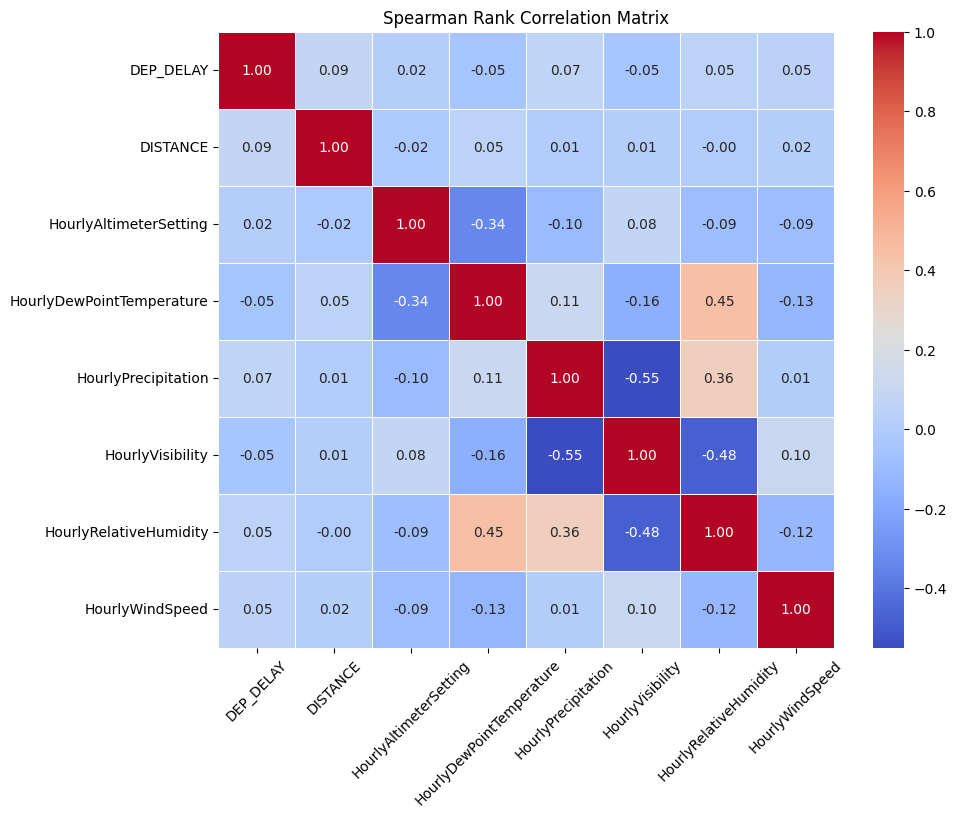 Spearman Rank Correlation Matrix
DEP_DELAY 1.00 0.09 0.02 -0.05 0.07 -0.05 0.05 0.05
DISTANCE 0.09 1.00 -0.02 0.05 0.01 0.01 -0.00 0.02
HourlyAltimeterSetting 0.02 -0.02 1.00 -0.34 -0.10 0.08 -0.09 -0.09
HourlyDewPointTemperature -0.05 0.05 -0.34 1.00 0.11 -0.16 0.45 -0.13
HourlyPrecipitation 0.07 0.01 -0.10 0.11 1.00 -0.55 0.36 0.01
HourlyVisibility -0.05 0.01 0.08 -0.16 -0.55 1.00 -0.48 0.10
HourlyRelativeHumidity 0.05 -0.00 -0.09 0.45 0.36 -0.48 1.00 -0.12
HourlyWindSpeed 0.05 0.02 -0.09 -0.13 0.01 0.10 -0.12 1.00
DEP_DELAY
DISTANCE
HourlyAltimeterSetting
HourlyDewPointTemperature
HourlyPrecipitation
HourlyVisibility
HourlyRelativeHumidity
HourlyWindSpeed
1.0
0.8
0.6
0.4
0.2
0.0
−0.2
−0.4